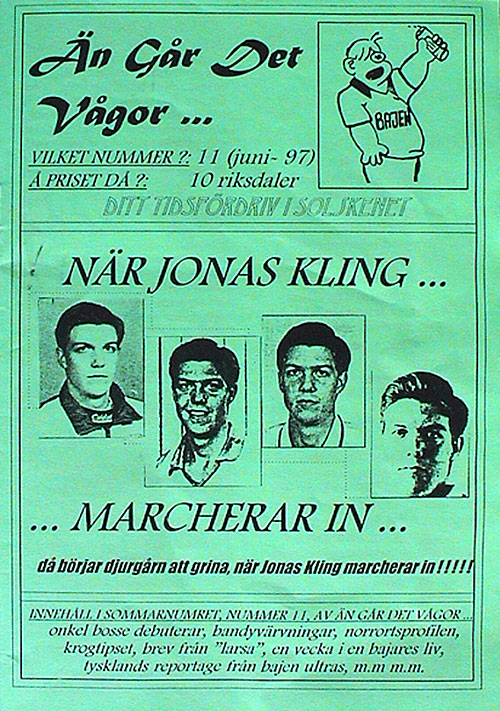 Än Går Det
Vågor ...
VILKET NUMMER ?: 11 (juni- 97)
Á PRISET DÅ ?: 10 riksdaler
DITT TIDSFÖRDRIV I SOLSKENET
BAJEN
NÄR JONAS KLING ...
... MARCHERAR IN ...
då börjar djurgårn att grina, när Jonas Kling marcherar in !!!!!
INNEHÅLL I SOMMARNUMRET, NUMMER 11, AV ÄN GÅR DET VÅGOR ...
onkel bosse debuterar, bandyvärvningar, norrortsprofilen,
krogtipset, brev från "larsa", en vecka i en bajares liv,
tysklands reportage från bajen ultras, m.m m.m.